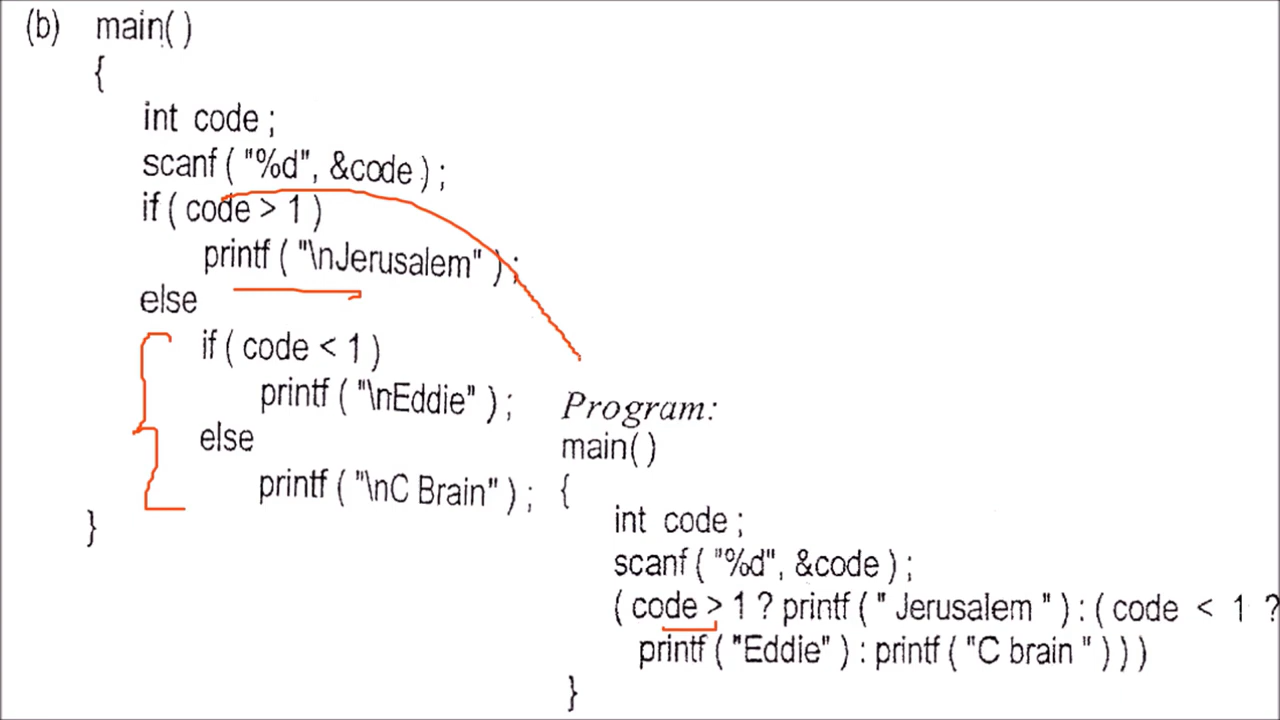 (b) main( )
{
int code ;
scanf ( "%d", &code ) ;
if ( code > 1 )
printf ( "\nJerusalem" ) ;
else
if ( code < 1 )
printf ( "\nEddie" ) ;
else
printf ( "\nC Brain" ) ;
}
Program:
main( )
{
int code ;
scanf ( "%d", &code ) ;
( code > 1 ? printf ( " Jerusalem " ) : ( code < 1 ?
printf ( "Eddie" ) : printf ( "C brain " ) ) )
}